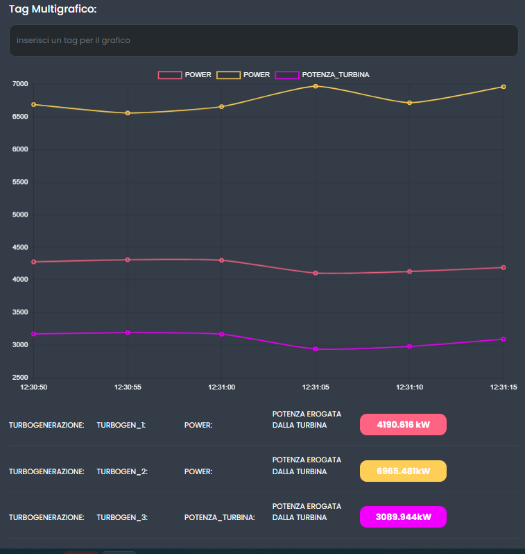 Tag Multigrafico:
inserisci un tag per il grafico
POWER POWER POTENZA_TURBINA
7000
6500
6000
5500
5000
4500
4000
3500
3000
2500
12:30:50 12:30:55 12:31:00 12:31:05 12:31:10 12:31:15
POTENZA EROGATA
TURBOGENERAZIONE: TURBOGEN_1: POWER: DALLA TURBINA 4190.616 kW
POTENZA EROGATA
TURBOGENERAZIONE: TURBOGEN_2: POWER: DALLA TURBINA 6965.481kW
POTENZA EROGATA
TURBOGENERAZIONE: TURBOGEN_3: POTENZA_TURBINA: DALLA TURBINA 3089.944kW